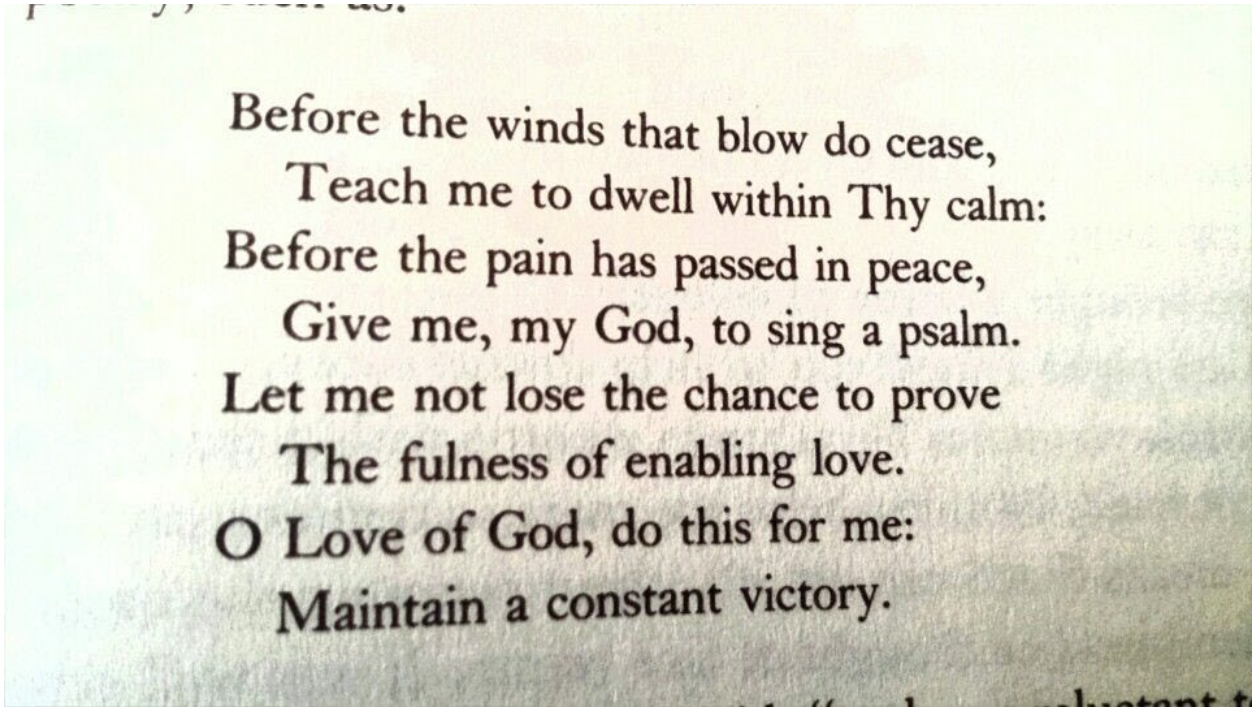 such as:
Before the winds that blow do cease,
Teach me to dwell within Thy calm:
Before the pain has passed in peace,
Give me, my God, to sing a psalm.
Let me not lose the chance to prove
The fulness of enabling love.
O Love of God, do this for me:
Maintain a constant victory.